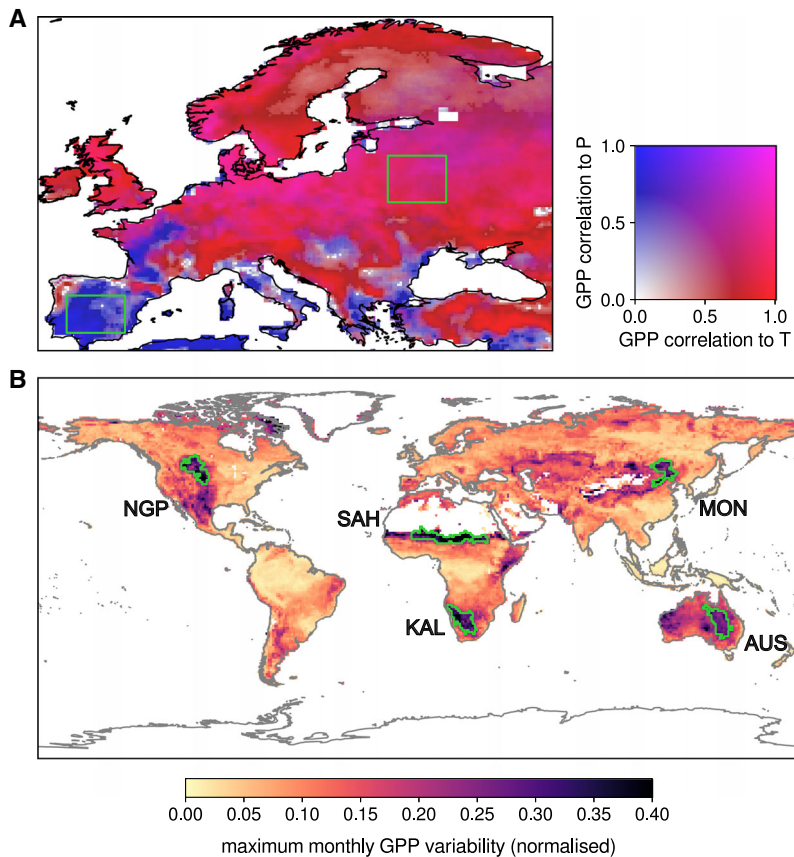 A
1.0
0.5
0.0
0.0 0.5 1.0
GPP correlation to P
GPP correlation to T
B
NGP
SAH
MON
KAL
AUS
0.00 0.05 0.10 0.15 0.20 0.25 0.30 0.35 0.40
maximum monthly GPP variability (normalised)